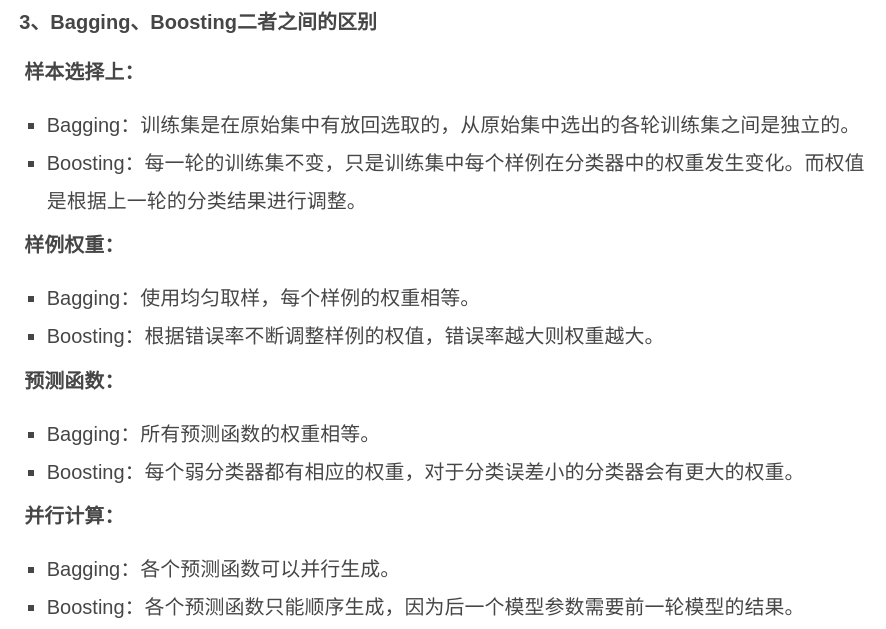 3、Bagging、Boosting二者之间的区别
样本选择上：
Bagging：训练集是在原始集中有放回选取的，从原始集中选出的各轮训练集之间是独立的。
Boosting：每一轮的训练集不变，只是训练集中每个样例在分类器中的权重发生变化。而权值
是根据上一轮的分类结果进行调整。
样例权重：
Bagging：使用均匀取样，每个样例的权重相等。
Boosting：根据错误率不断调整样例的权值，错误率越大则权重越大。
预测函数：
Bagging：所有预测函数的权重相等。
Boosting：每个弱分类器都有相应的权重，对于分类误差小的分类器会有更大的权重。
并行计算：
Bagging：各个预测函数可以并行生成。
Boosting：各个预测函数只能顺序生成，因为后一个模型参数需要前一轮模型的结果。